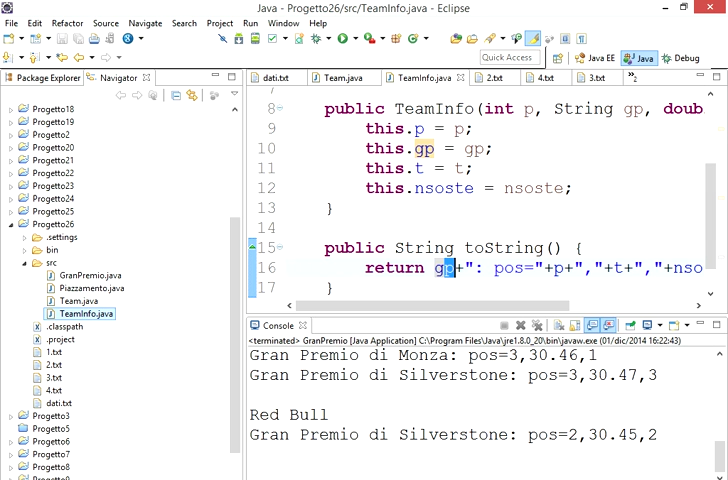 Java - Progetto26/src/TeamInfo.java - Eclipse
File Edit Refactor Source Navigate Search Project Run Window Help
Quick Access
Java EE
Java
Debug
Package Explorer
Navigator
dati.txt
Team.java
TeamInfo.java
2.txt
4.txt
3.txt
»2
Progetto18
Progetto19
Progetto2
Progetto20
Progetto21
Progetto22
Progetto23
Progetto24
Progetto25
Progetto26
.settings
bin
src
GranPremio.java
Piazzamento.java
Team.java
TeamInfo.java
.classpath
.project
1.txt
2.txt
3.txt
4.txt
dati.txt
Progetto3
Progetto5
Progetto6
Progetto7
Progetto8
8 public TeamInfo(int p, String gp, doub
9 this.p = p;
10 this.gp = gp;
11 this.t = t;
12 this.nsoste = nsoste;
13 }
15 public String toString() {
16 return gp+": pos="+p+","+t+","+nso
17 }
Console
<terminated> GranPremio [Java Application] C:\Program Files\Java\jre1.8.0_20\bin\javaw.exe (01/dic/2014 16:22:43)
Gran Premio di Monza: pos=3,30.46,1
Gran Premio di Silverstone: pos=3,30.47,3
Red Bull
Gran Premio di Silverstone: pos=2,30.45,2